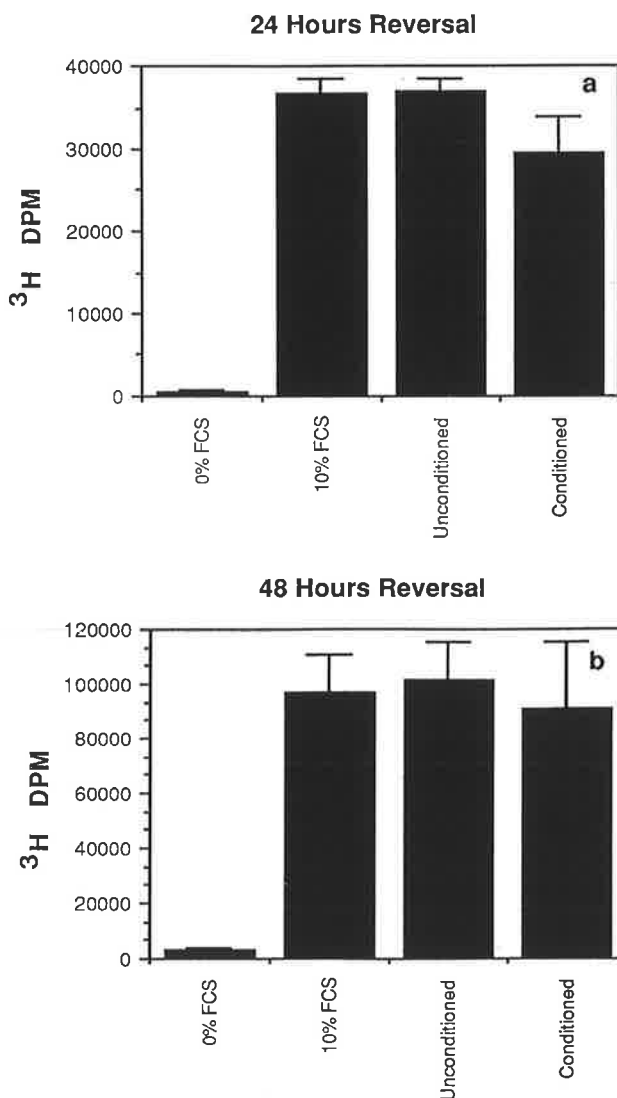 24 Hours Reversal
a
40000
30000
20000
10000
0
³H DPM
0% FCS
10% FCS
Unconditioned
Conditioned
48 Hours Reversal
b
120000
100000
80000
60000
40000
20000
0
³H DPM
0% FCS
10% FCS
Unconditioned
Conditioned